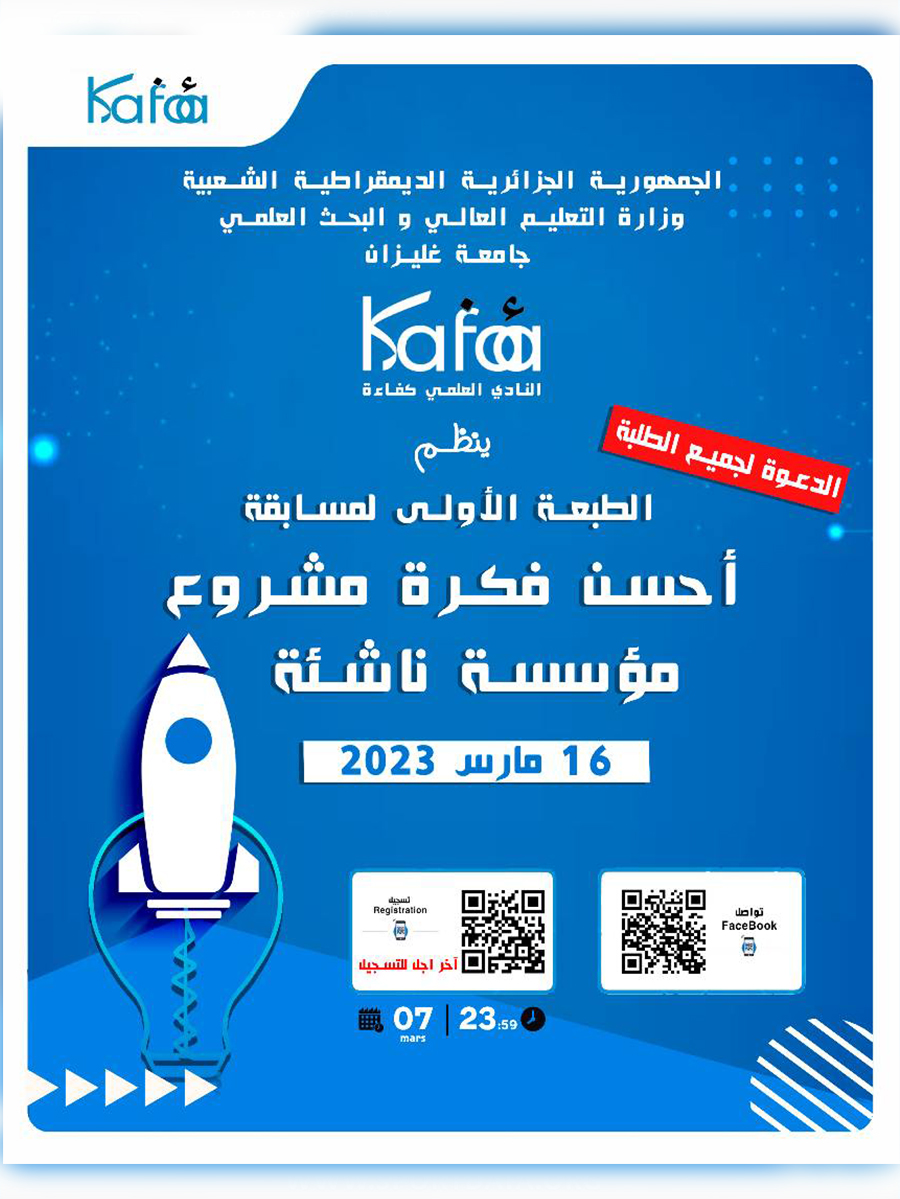 Kafaأة
الجمهورية الجزائرية الديمقراطية الشعبية
وزارة التعليم العالي و البحث العلمي
جامعة غليزان
Kafaأة
النادي العلمي كفاءة
ينظم
الدعوة لجميع الطلبة
الطبعة الأولى لمسابقة
أحسن فكرة مشروع
مؤسسة ناشئة
16 مارس 2023
تسجيل
Registration
آخر اجل للتسجيل
07 mars | 23:59
تواصل
FaceBook